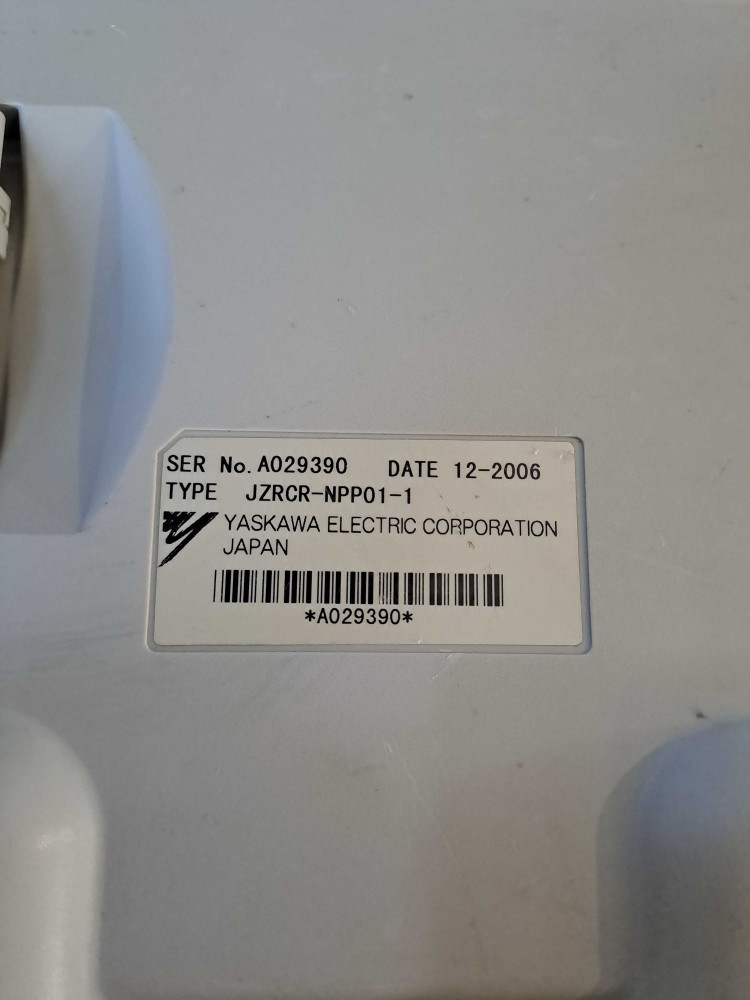 SER No. A029390 DATE 12-2006
TYPE JZRCR-NPP01-1
YASKAWA ELECTRIC CORPORATION
JAPAN
*A029390*